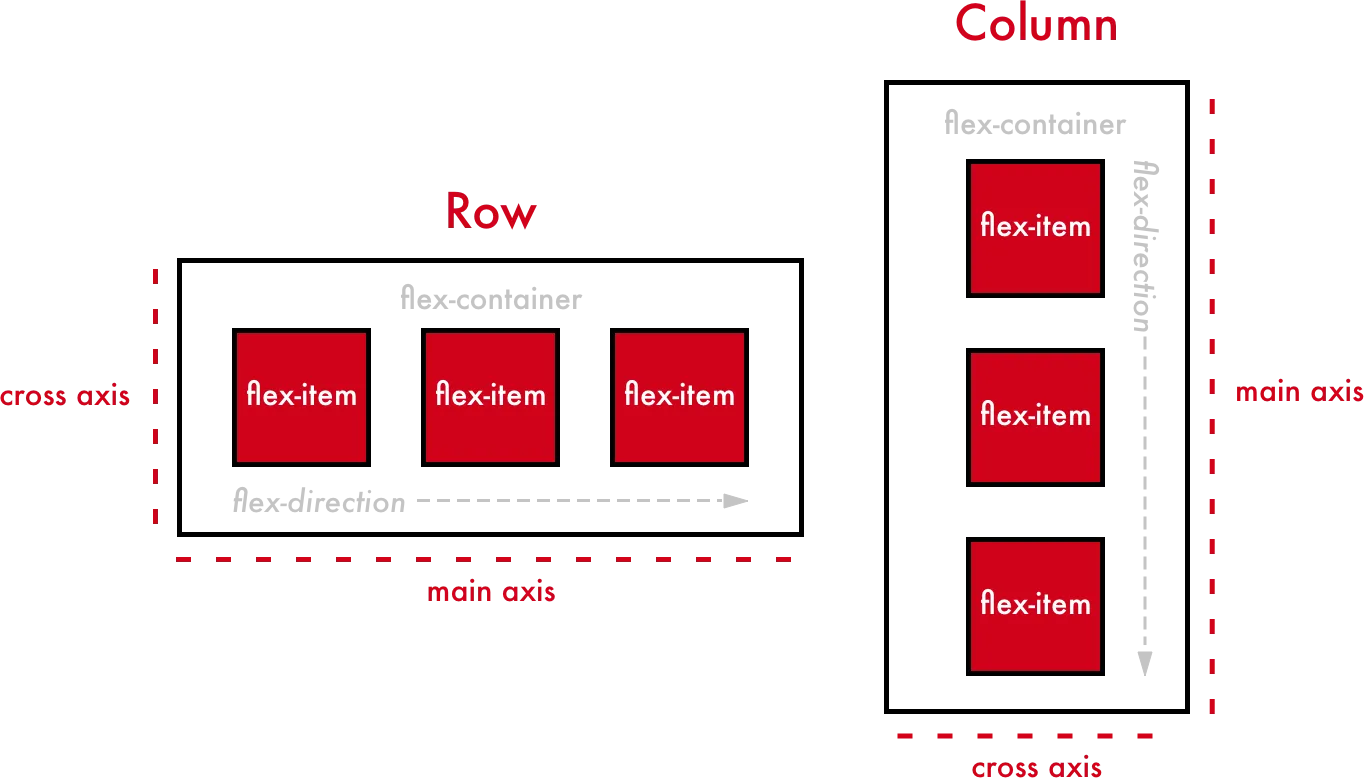 Row
flex-container
flex-item flex-item flex-item
flex-direction
cross axis
main axis
Column
flex-container
flex-item
flex-item
flex-item
flex-direction
main axis
cross axis